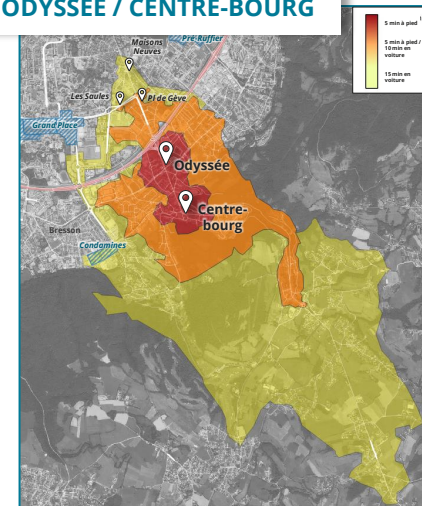 ODYSSÉE / CENTRE-BOURG
5 min à pied
5 min à pied /
10 min en
voiture
15 min en
voiture
Maisons
Neuves
Pré-Ruffier
Les Saules
Pl de Gève
Grand Place
Odyssée
Centre-
bourg
Bresson
Condamines